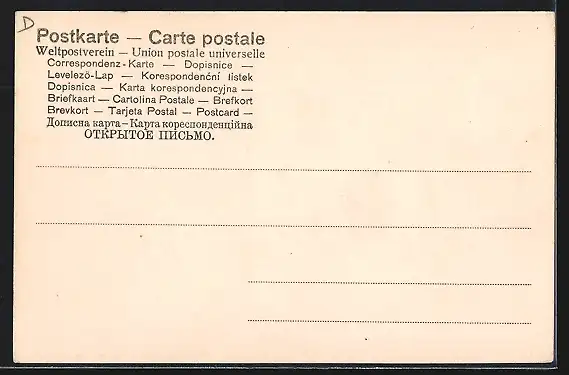 D
Postkarte — Carte postale
Weltpostverein — Union postale universelle
Correspondenz-Karte — Dopisnice —
Levelezö-Lap — Korespondenční lístek
Dopisnica — Karta korespondencyjna —
Briefkaart — Cartolina Postale — Brefkort
Brevkort — Tarjeta Postal — Postcard —
Дописна карта – Карта кореспонденційна
ОТКРЫТОЕ ПИСЬМО.